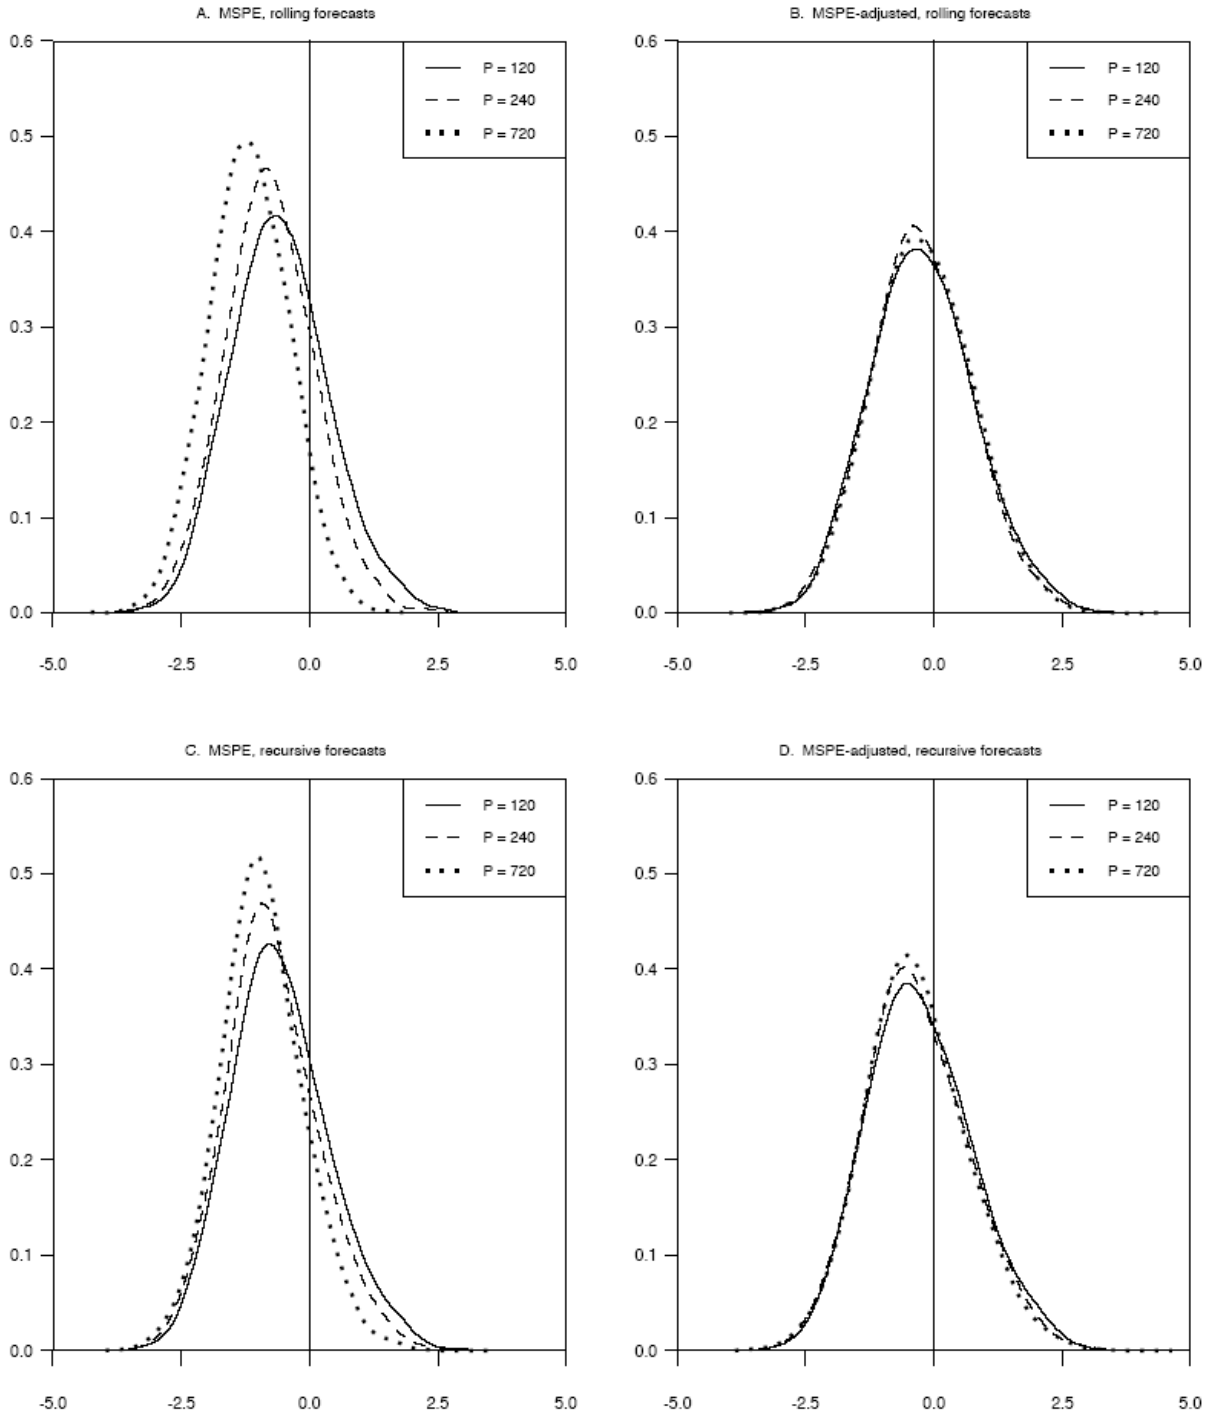 A. MSPE, rolling forecasts
0.6
0.5
0.4
0.3
0.2
0.1
0.0
-5.0 -2.5 0.0 2.5 5.0
P = 120
P = 240
P = 720
B. MSPE-adjusted, rolling forecasts
0.6
0.5
0.4
0.3
0.2
0.1
0.0
-5.0 -2.5 0.0 2.5 5.0
P = 120
P = 240
P = 720
C. MSPE, recursive forecasts
0.6
0.5
0.4
0.3
0.2
0.1
0.0
-5.0 -2.5 0.0 2.5 5.0
P = 120
P = 240
P = 720
D. MSPE-adjusted, recursive forecasts
0.6
0.5
0.4
0.3
0.2
0.1
0.0
-5.0 -2.5 0.0 2.5 5.0
P = 120
P = 240
P = 720